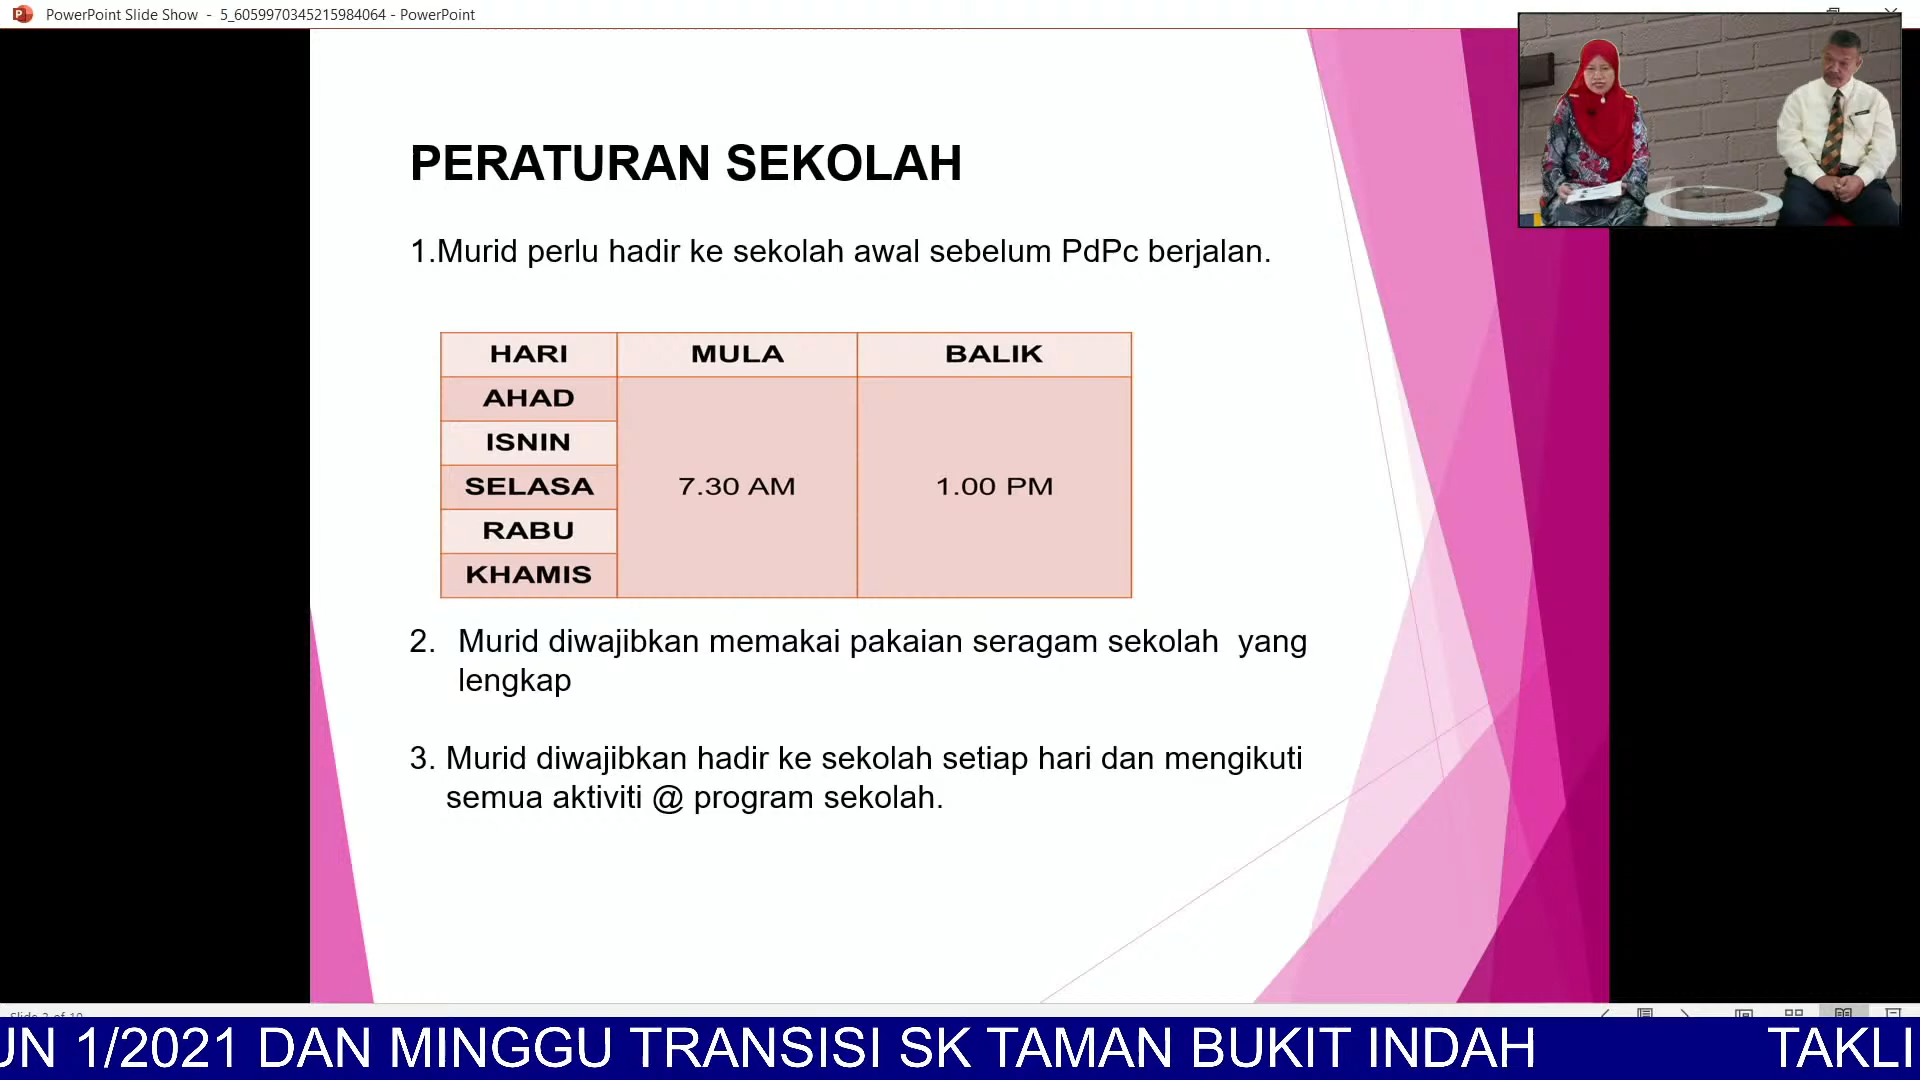 PowerPoint Slide Show - 5_6059970345215984064 - PowerPoint
PERATURAN SEKOLAH
1.Murid perlu hadir ke sekolah awal sebelum PdPc berjalan.
HARI MULA BALIK
AHAD
ISNIN
SELASA 7.30 AM 1.00 PM
RABU
KHAMIS
2. Murid diwajibkan memakai pakaian seragam sekolah yang
lengkap
3. Murid diwajibkan hadir ke sekolah setiap hari dan mengikuti
semua aktiviti @ program sekolah.
UN 1/2021 DAN MINGGU TRANSISI SK TAMAN BUKIT INDAH TAKLI